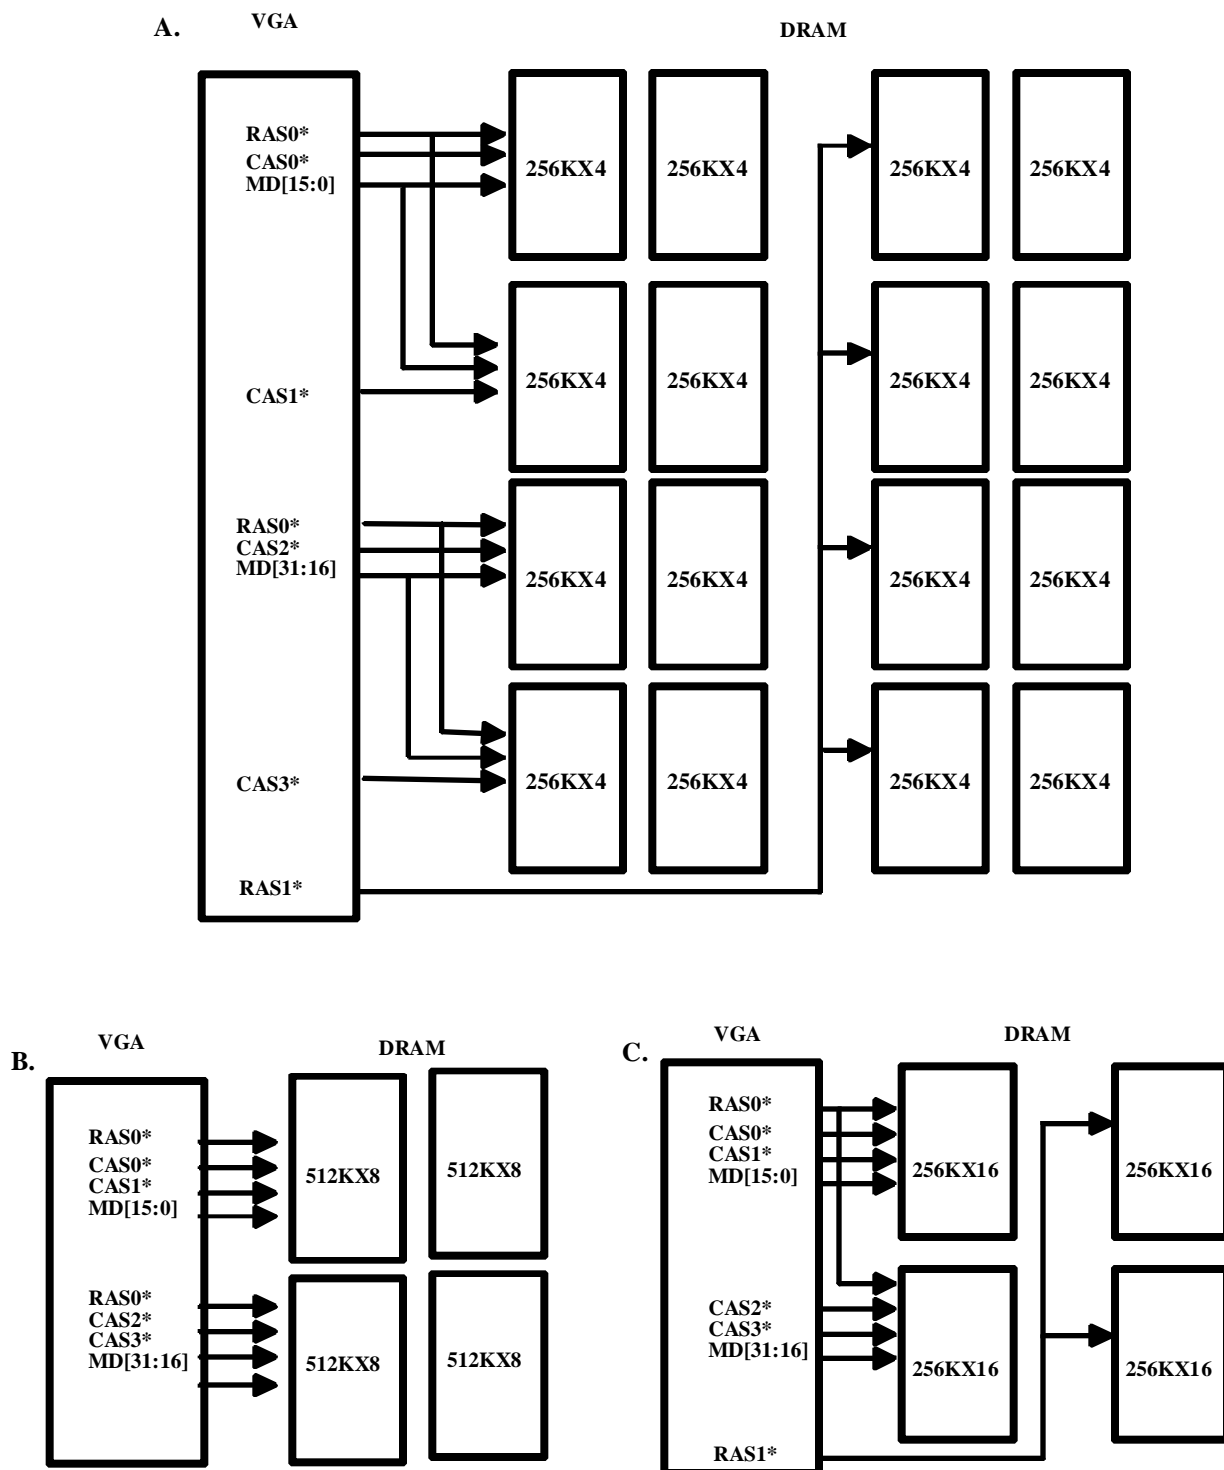 A.
VGA
DRAM
RAS0*
CAS0*
MD[15:0]
256KX4
256KX4
256KX4
256KX4
CAS1*
256KX4
256KX4
256KX4
256KX4
RAS0*
CAS2*
MD[31:16]
256KX4
256KX4
256KX4
256KX4
CAS3*
256KX4
256KX4
256KX4
256KX4
RAS1*
B.
VGA
DRAM
RAS0*
CAS0*
CAS1*
MD[15:0]
512KX8
512KX8
RAS0*
CAS2*
CAS3*
MD[31:16]
512KX8
512KX8
C.
VGA
DRAM
RAS0*
CAS0*
CAS1*
MD[15:0]
256KX16
256KX16
CAS2*
CAS3*
MD[31:16]
256KX16
256KX16
RAS1*